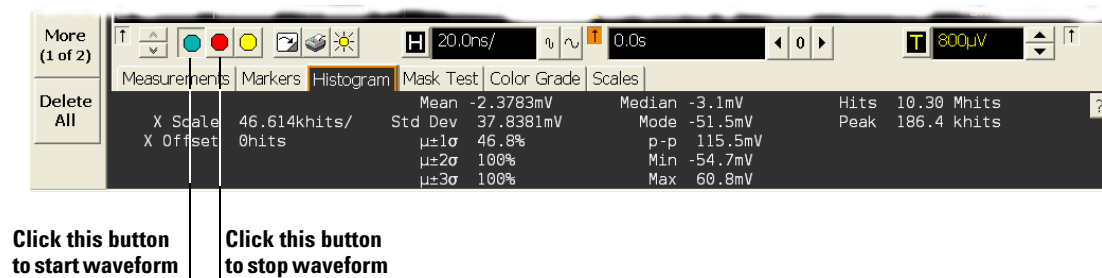 More
(1 of 2)
H 20.0ns/ 0.0s 0 T 800µV
Measurements Markers Histogram Mask Test Color Grade Scales
Delete
All
Mean -2.3783mV Median -3.1mV Hits 10.30 Mhits ?
X Scale 46.614khits/ Std Dev 37.8381mV Mode -51.5mV Peak 186.4 khits
X Offset 0hits µ±1σ 46.8% p-p 115.5mV
µ±2σ 100% Min -54.7mV
µ±3σ 100% Max 60.8mV
Click this button Click this button
to start waveform to stop waveform